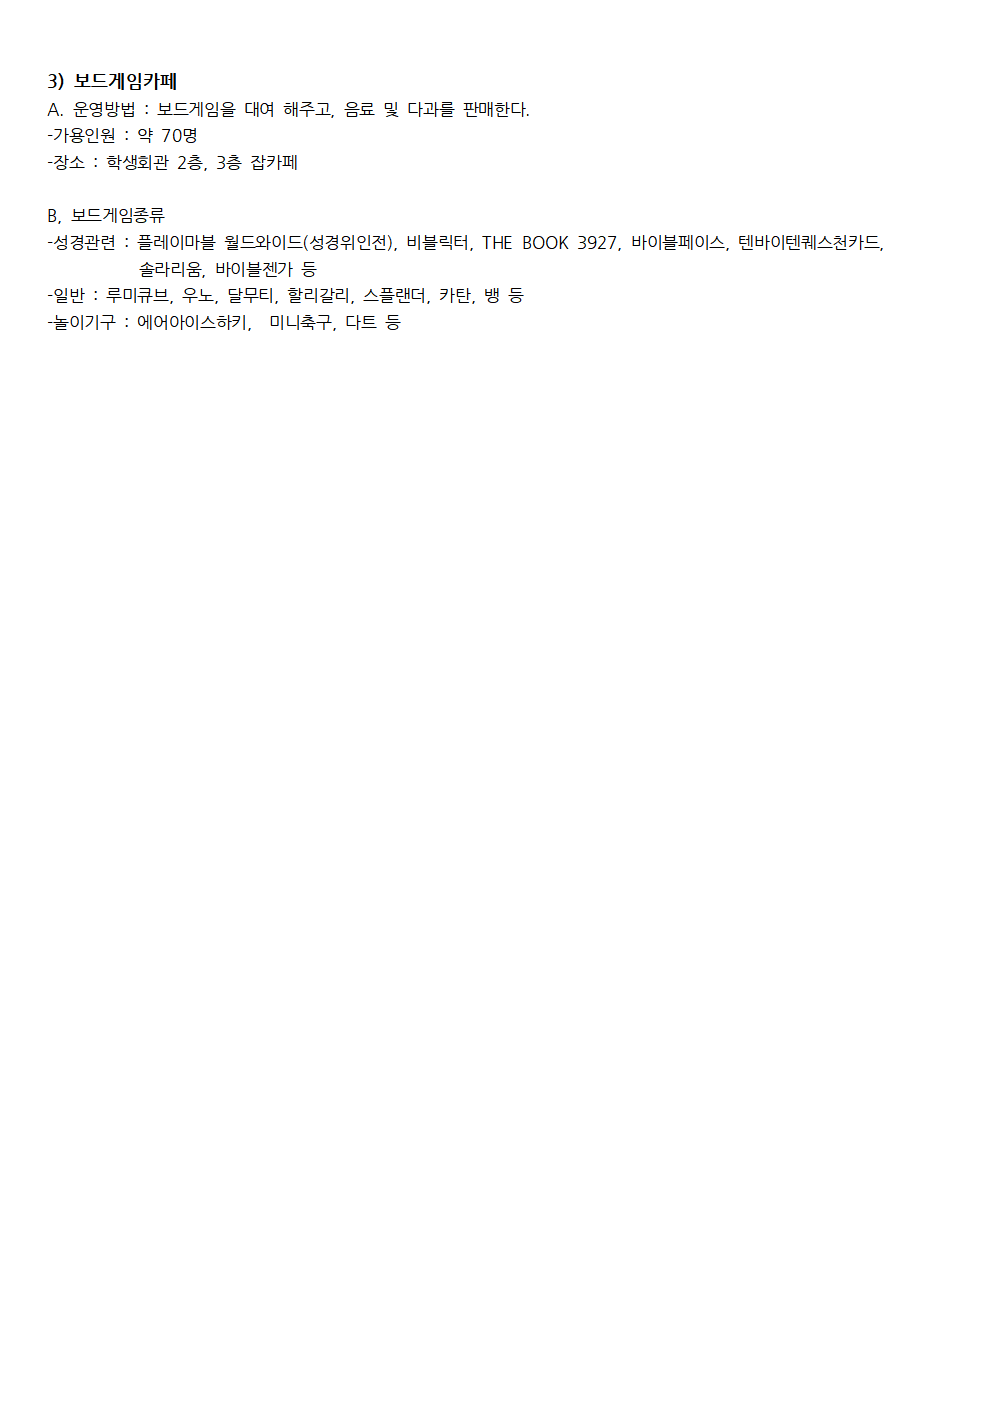 3) 보드게임카페
A. 운영방법 : 보드게임을 대여 해주고, 음료 및 다과를 판매한다.
-가용인원 : 약 70명
-장소 : 학생회관 2층, 3층 잡카페
B, 보드게임종류
-성경관련 : 플레이마블 월드와이드(성경위인전), 비블릭터, THE BOOK 3927, 바이블페이스, 텐바이텐퀘스천카드,
솔라리움, 바이블젠가 등
-일반 : 루미큐브, 우노, 달무티, 할리갈리, 스플랜더, 카탄, 뱅 등
-놀이기구 : 에어아이스하키, 미니축구, 다트 등